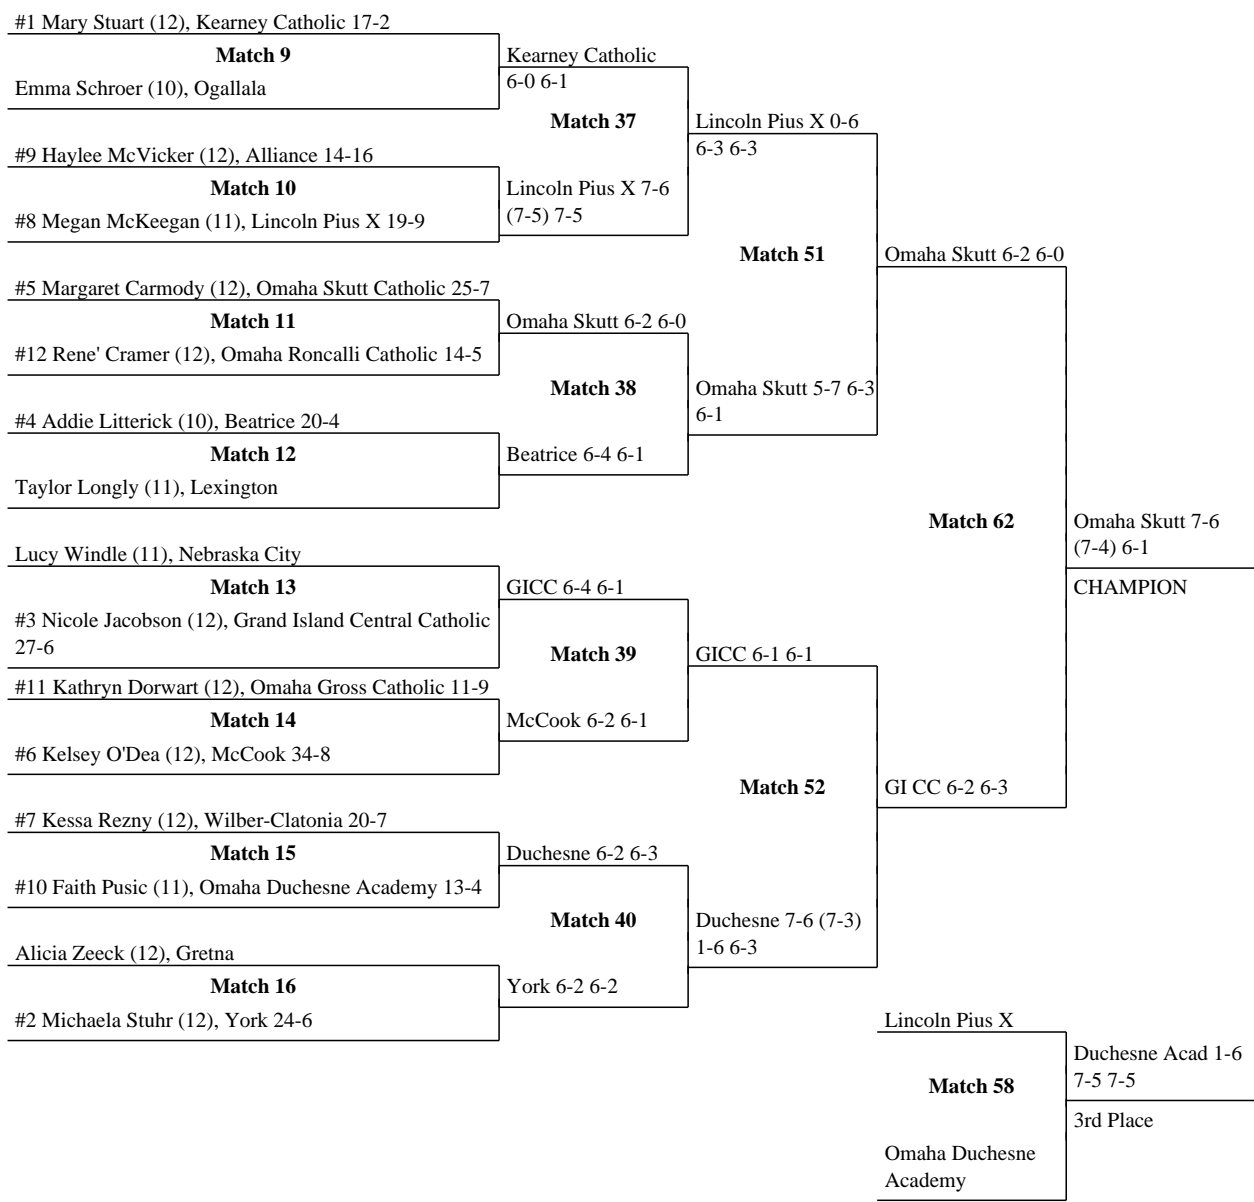 #1 Mary Stuart (12), Kearney Catholic 17-2
Match 9
Emma Schroer (10), Ogallala
Kearney Catholic
6-0 6-1
Match 37
#9 Haylee McVicker (12), Alliance 14-16
Match 10
#8 Megan McKeegan (11), Lincoln Pius X 19-9
Lincoln Pius X 7-6
(7-5) 7-5
Lincoln Pius X 0-6
6-3 6-3
Match 51
#5 Margaret Carmody (12), Omaha Skutt Catholic 25-7
Match 11
#12 Rene' Cramer (12), Omaha Roncalli Catholic 14-5
Omaha Skutt 6-2 6-0
Match 38
#4 Addie Litterick (10), Beatrice 20-4
Match 12
Taylor Longly (11), Lexington
Beatrice 6-4 6-1
Omaha Skutt 5-7 6-3
6-1
Omaha Skutt 6-2 6-0
Match 62
Omaha Skutt 7-6
(7-4) 6-1
CHAMPION
Lucy Windle (11), Nebraska City
Match 13
#3 Nicole Jacobson (12), Grand Island Central Catholic
27-6
GICC 6-4 6-1
Match 39
#11 Kathryn Dorwart (12), Omaha Gross Catholic 11-9
Match 14
#6 Kelsey O'Dea (12), McCook 34-8
McCook 6-2 6-1
GICC 6-1 6-1
Match 52
GI CC 6-2 6-3
#7 Kessa Rezny (12), Wilber-Clatonia 20-7
Match 15
#10 Faith Pusic (11), Omaha Duchesne Academy 13-4
Duchesne 6-2 6-3
Match 40
Duchesne 7-6 (7-3)
1-6 6-3
Alicia Zeeck (12), Gretna
Match 16
#2 Michaela Stuhr (12), York 24-6
York 6-2 6-2
Lincoln Pius X
Match 58
Omaha Duchesne
Academy
Duchesne Acad 1-6
7-5 7-5
3rd Place